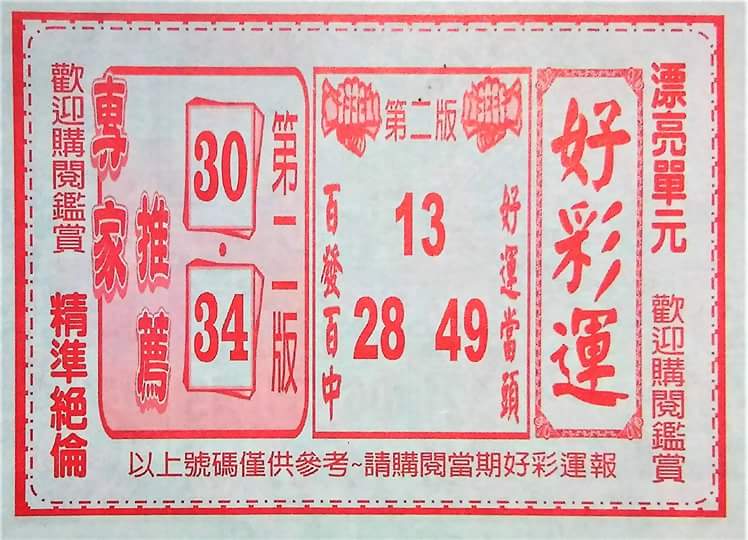 漂亮單元
歡迎購閱鑑賞
好彩運
第二版
好運當頭
13
28 49
百發百中
第一二版
30
·
34
專家
推薦
歡迎購閱鑑賞
精準絕倫
以上號碼僅供參考~請購閱當期好彩運報